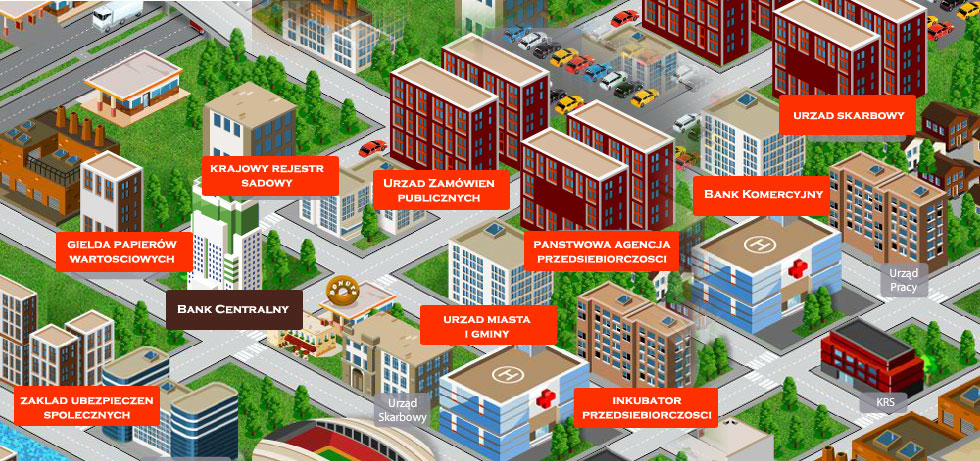 URZAD SKARBOWY
KRAJOWY REJESTR
SADOWY
URZAD ZAMÓWIEN
PUBLICZNYCH
BANK KOMERCYJNY
GIELDA PAPIERÓW
WARTOSCIOWYCH
PANSTWOWA AGENCJA
PRZEDSIEBIORCZOSCI
Urząd
Pracy
BANK CENTRALNY
URZAD MIASTA
I GMINY
ZAKLAD UBEZPIECZEN
SPOLECZNYCH
Urząd
Skarbowy
INKUBATOR
PRZEDSIEBIORCZOSCI
KRS
H
H